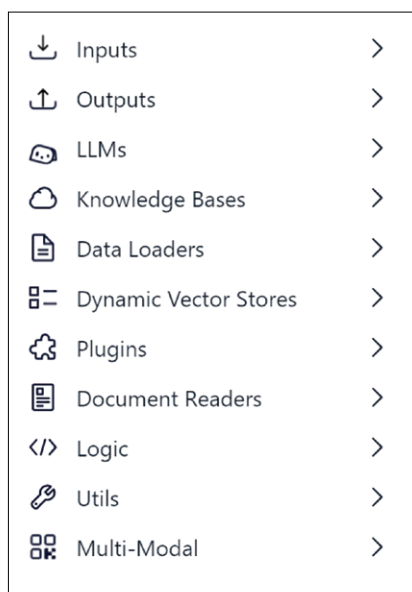 Inputs
Outputs
LLMs
Knowledge Bases
Data Loaders
Dynamic Vector Stores
Plugins
Document Readers
Logic
Utils
Multi-Modal